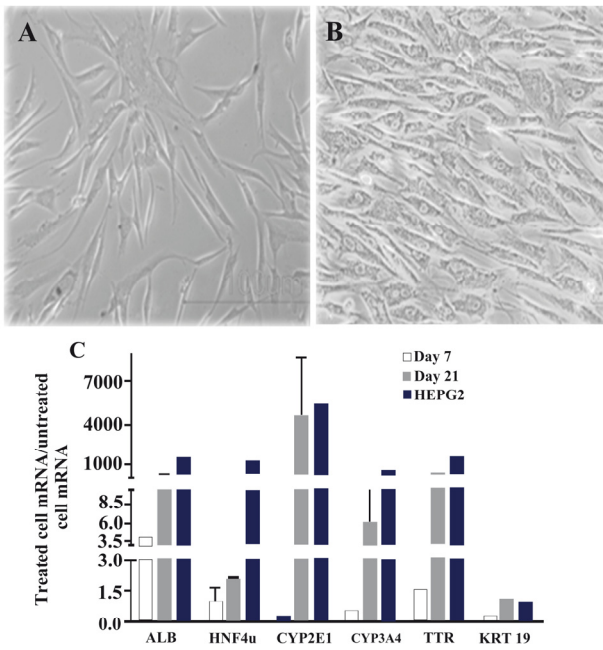 A
B
C
Day 7
Day 21
HEPG2
Treated cell mRNA/untreated
cell mRNA
7000
4000
1000
8.5
6.0
3.5
3.0
1.5
0.0
ALB HNF4u CYP2E1 CYP3A4 TTR KRT 19